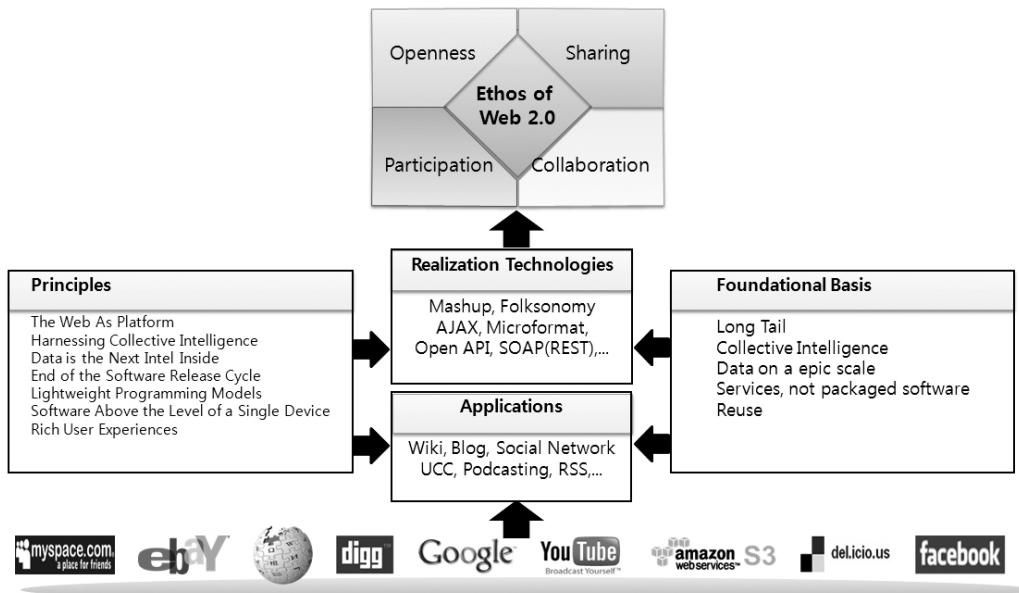 Openness
Sharing
Ethos of
Web 2.0
Participation
Collaboration
Realization Technologies
Mashup, Folksonomy
AJAX, Microformat,
Open API, SOAP(REST),...
Principles
The Web As Platform
Harnessing Collective Intelligence
Data is the Next Intel Inside
End of the Software Release Cycle
Lightweight Programming Models
Software Above the Level of a Single Device
Rich User Experiences
Foundational Basis
Long Tail
Collective Intelligence
Data on a epic scale
Services, not packaged software
Reuse
Applications
Wiki, Blog, Social Network
UCC, Podcasting, RSS,...
myspace.com.
a place for friends
ebaY
digg™
Google™
YouTube
Broadcast Yourself™
amazon
webservices™
S3
del.icio.us
facebook